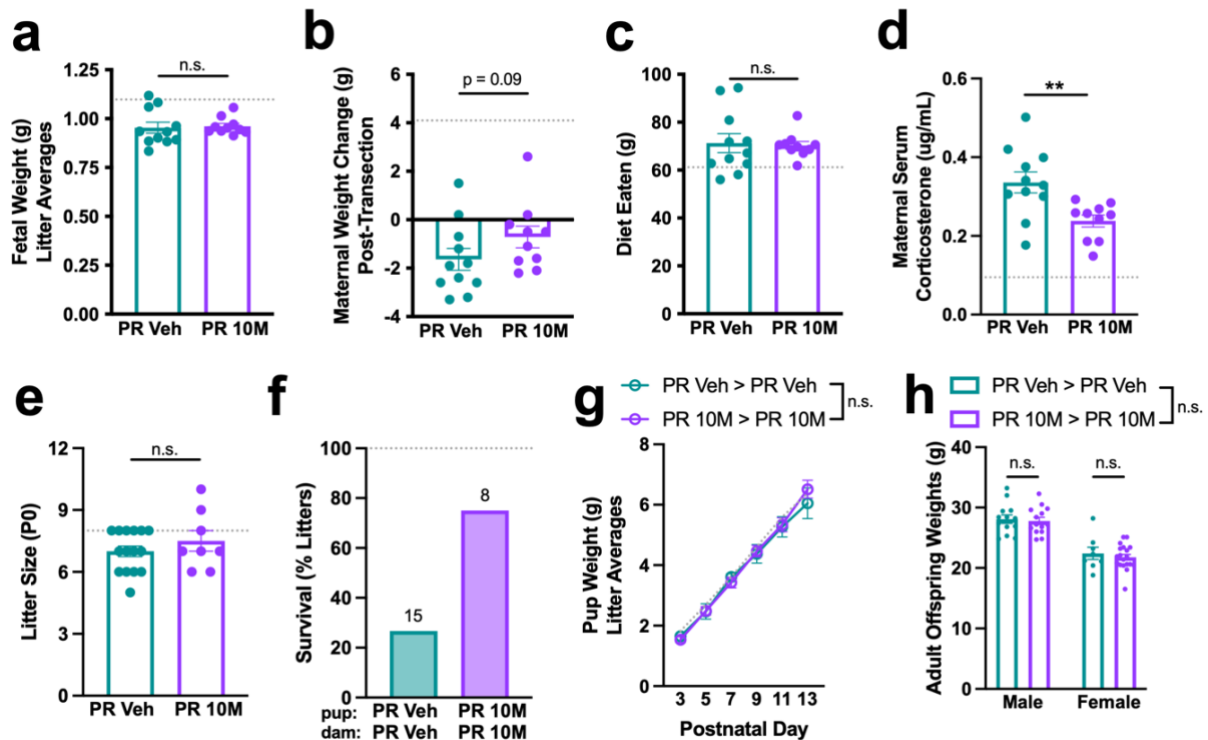 a
Fetal Weight (g)
Litter Averages
1.25
1.00
0.75
0.50
0.25
0.00
n.s.
PR Veh PR 10M
b
Maternal Weight Change (g)
Post-Transection
6
4
2
0
-2
-4
p = 0.09
PR Veh PR 10M
c
Diet Eaten (g)
100
80
60
40
20
0
n.s.
PR Veh PR 10M
d
Maternal Serum
Corticosterone (ug/mL)
0.6
0.4
0.2
0.0
**
PR Veh PR 10M
e
Litter Size (P0)
12
9
6
3
0
n.s.
PR Veh PR 10M
f
Survival (% Litters)
100
80
60
40
20
0
15
8
pup: PR Veh PR 10M
dam: PR Veh PR 10M
g
PR Veh > PR Veh
PR 10M > PR 10M
n.s.
Pup Weight (g)
Litter Averages
8
6
4
2
0
3 5 7 9 11 13
Postnatal Day
h
PR Veh > PR Veh
PR 10M > PR 10M
n.s.
Adult Offspring Weights (g)
40
30
20
10
0
n.s. n.s.
Male Female